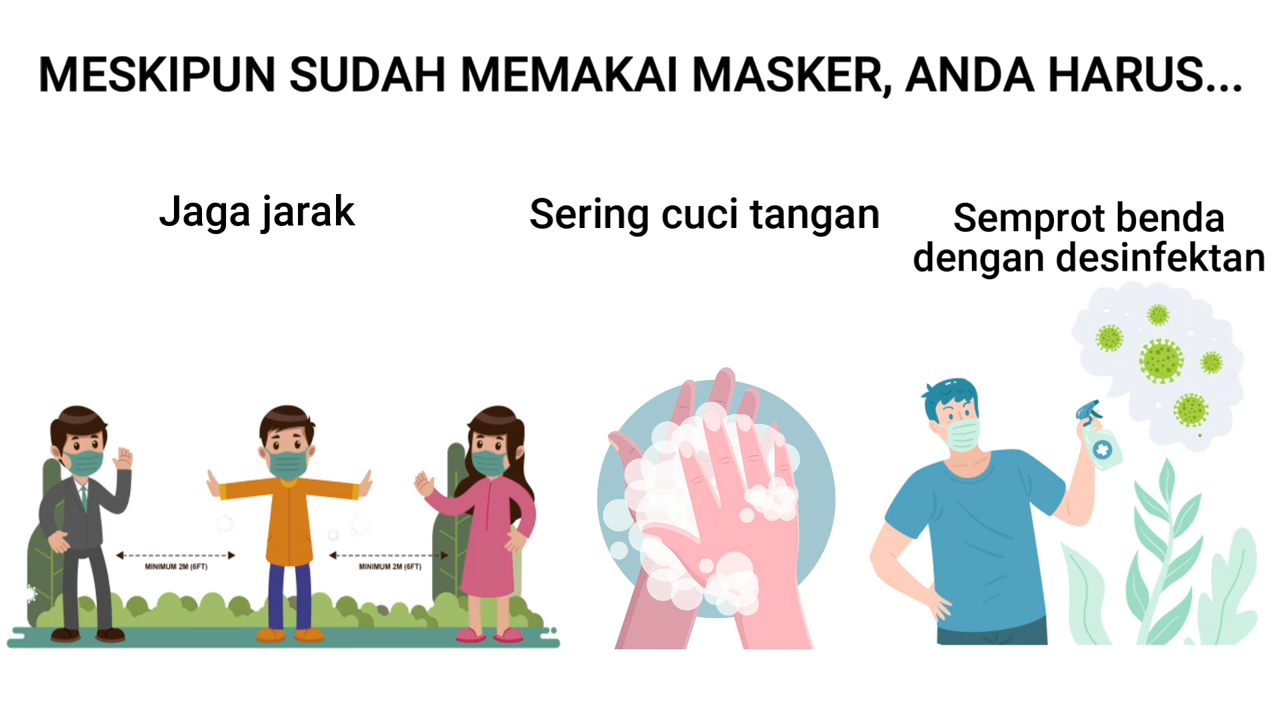 MESKIPUN SUDAH MEMAKAI MASKER, ANDA HARUS...
Jaga jarak
Sering cuci tangan
Semprot benda
dengan desinfektan
MINIMUM 2M (6FT)
MINIMUM 2M (6FT)